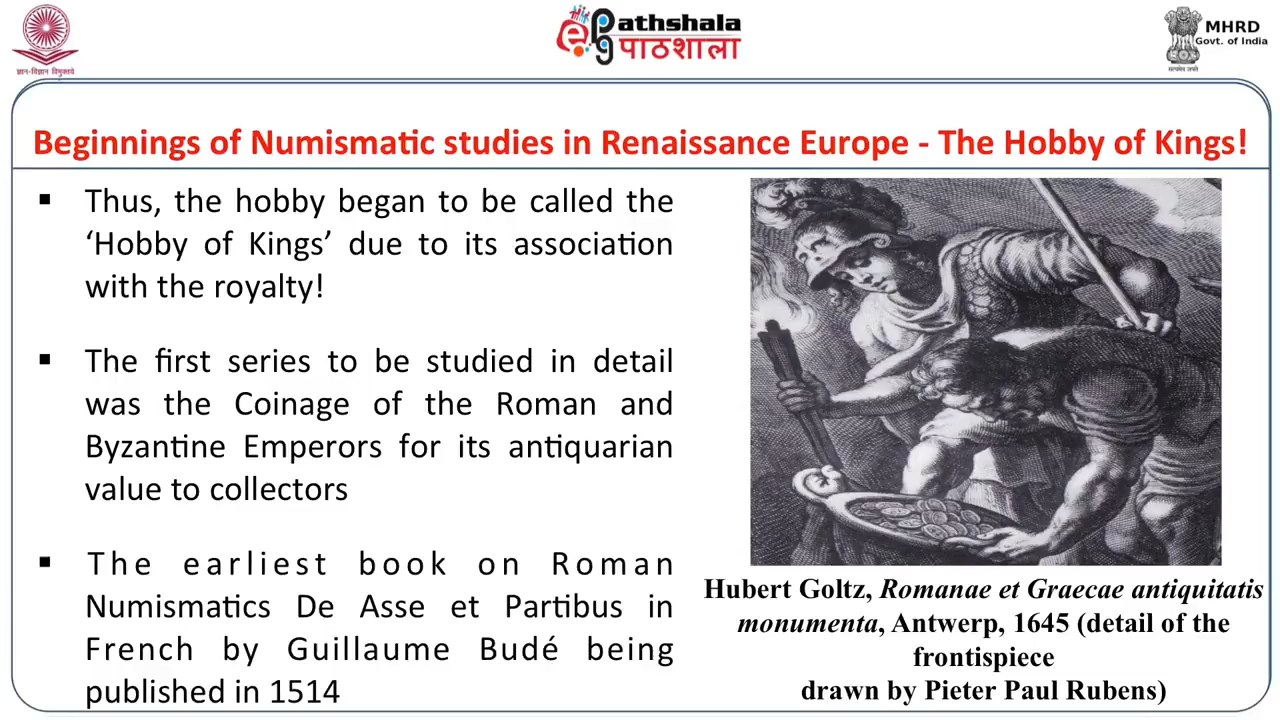 ज्ञान-विज्ञान विमुक्तये
ePG Pathshala
पाठशाला
MHRD
Govt. of India
सत्यमेव जयते
Beginnings of Numismatic studies in Renaissance Europe - The Hobby of Kings!
▪ Thus, the hobby began to be called the
‘Hobby of Kings’ due to its association
with the royalty!
▪ The first series to be studied in detail
was the Coinage of the Roman and
Byzantine Emperors for its antiquarian
value to collectors
▪ The earliest book on Roman
Numismatics De Asse et Partibus in
French by Guillaume Budé being
published in 1514
Hubert Goltz, Romanae et Graecae antiquitatis
monumenta, Antwerp, 1645 (detail of the
frontispiece
drawn by Pieter Paul Rubens)